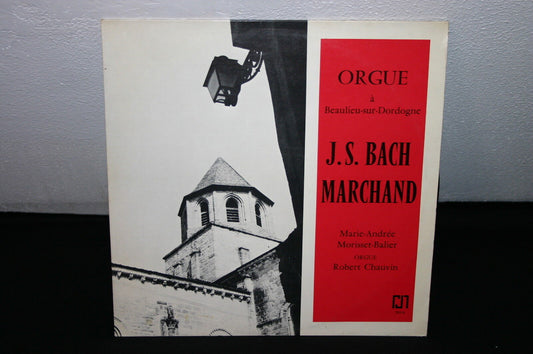 ORGUE
à
Beaulieu-sur-Dordogne
J. S. BACH
MARCHAND
Marie-Andrée
Morisset-Balier
ORGUE
Robert Chauvin